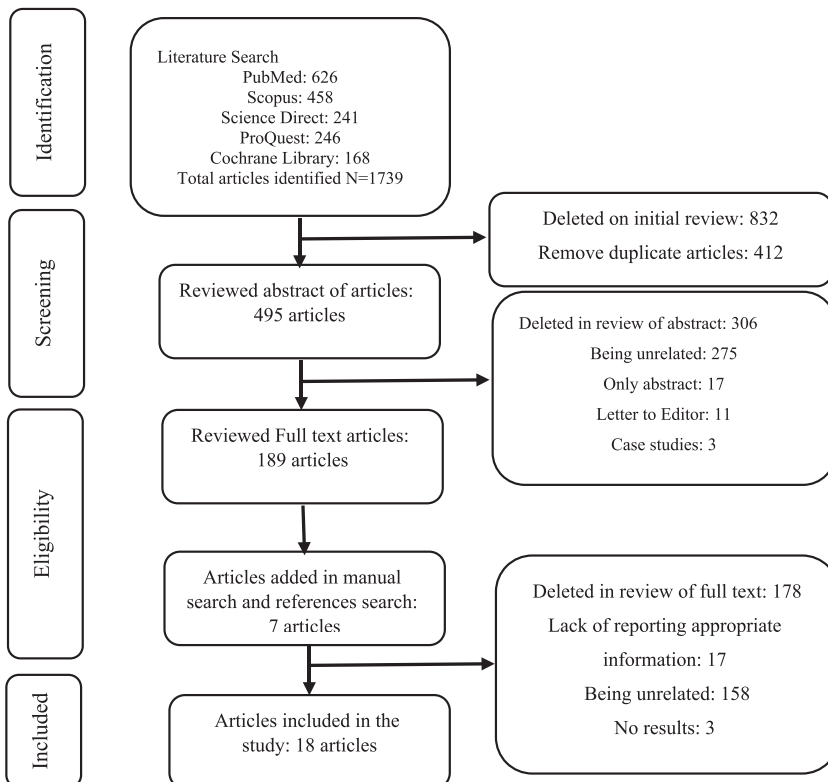 Identification
Literature Search
PubMed: 626
Scopus: 458
Science Direct: 241
ProQuest: 246
Cochrane Library: 168
Total articles identified N=1739
Deleted on initial review: 832
Remove duplicate articles: 412
Screening
Reviewed abstract of articles:
495 articles
Deleted in review of abstract: 306
Being unrelated: 275
Only abstract: 17
Letter to Editor: 11
Case studies: 3
Eligibility
Reviewed Full text articles:
189 articles
Articles added in manual
search and references search:
7 articles
Deleted in review of full text: 178
Lack of reporting appropriate
information: 17
Being unrelated: 158
No results: 3
Included
Articles included in the
study: 18 articles